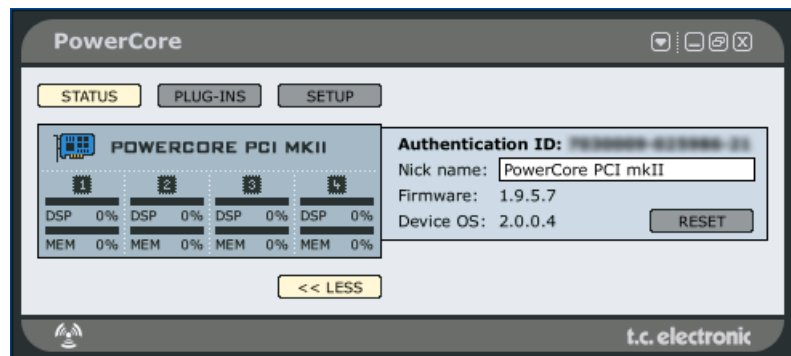 PowerCore
STATUS PLUG-INS SETUP
POWERCORE PCI MKII
1 2 3 4
DSP 0% DSP 0% DSP 0% DSP 0%
MEM 0% MEM 0% MEM 0% MEM 0%
Authentication ID:
Nick name: PowerCore PCI mkII
Firmware: 1.9.5.7
Device OS: 2.0.0.4 RESET
<< LESS
t.c. electronic